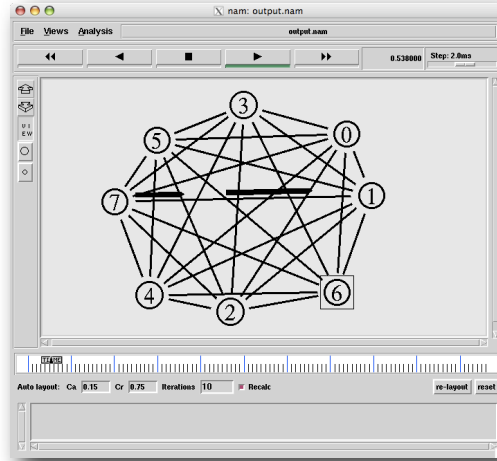 nam: output.nam
File Views Analysis output.nam
0.538000 Step: 2.0ms
3
0
5
V I
E W
1
7
6
4
2
TIME
Auto layout: Ca 0.15 Cr 0.75 Iterations 10 Recalc re-layout reset